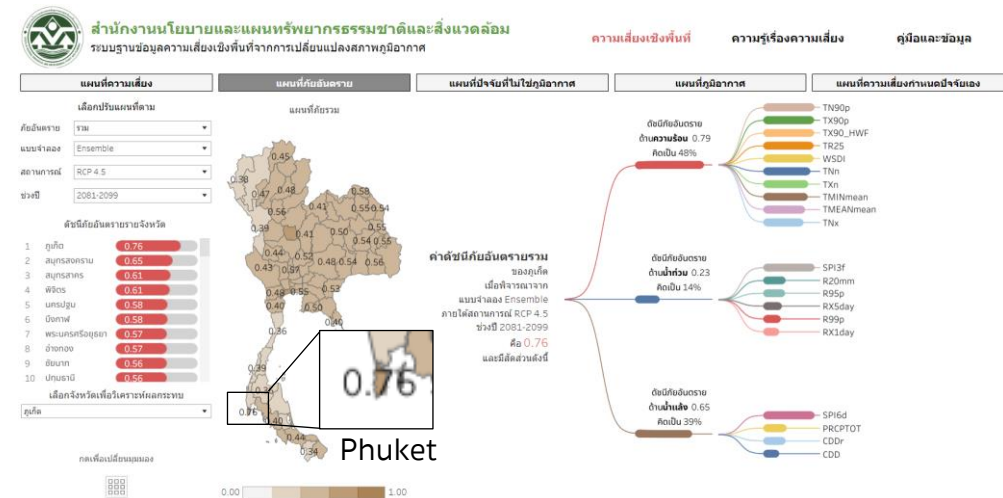 สำนักงานนโยบายและแผนทรัพยากรธรรมชาติและสิ่งแวดล้อม
ระบบฐานข้อมูลความเสี่ยงเชิงพื้นที่จากการเปลี่ยนแปลงสภาพภูมิอากาศ
ความเสี่ยงเชิงพื้นที่
ความรู้เรื่องความเสี่ยง
คู่มือและข้อมูล
แผนที่ความเสี่ยง
แผนที่ภัยอันตราย
แผนที่ปัจจัยที่ไม่ใช่ภูมิอากาศ
แผนที่ภูมิอากาศ
แผนที่ความเสี่ยงกำหนดปัจจัยเอง
เลือกปรับแผนที่ตาม
ภัยอันตราย รวม
แบบจำลอง Ensemble
สถานการณ์ RCP 4.5
ช่วงปี 2081-2099
ดัชนีภัยอันตรายรายจังหวัด
1 ภูเก็ต 0.76
2 สมุทรสงคราม 0.65
3 สมุทรสาคร 0.61
4 พิจิตร 0.61
5 นครปฐม 0.58
6 บึงกาฬ 0.58
7 พระนครศรีอยุธยา 0.57
8 อ่างทอง 0.57
9 ชัยนาท 0.56
10 ปทุมธานี 0.56
เลือกจังหวัดเพื่อวิเคราะห์ผลกระทบ
ภูเก็ต
กดเพื่อเปลี่ยนมุมมอง
แผนที่ภัยรวม
0.45
0.38
0.47 0.48
0.58
0.56 0.41 0.55 0.54
0.39 0.41 0.50 0.55
0.54 0.55
0.44 0.52
0.43 0.57 0.48 0.54 0.56
0.48 0.55 0.53
0.40 0.50
0.36 0.40
0.39
0.76
0.40
0.44
0.34
0.76
Phuket
0.00 1.00
ค่าดัชนีภัยอันตรายรวม
ของภูเก็ต
เมื่อพิจารณาจาก
แบบจำลอง Ensemble
ภายใต้สถานการณ์ RCP 4.5
ช่วงปี 2081-2099
คือ 0.76
และมีสัดส่วนดังนี้
ดัชนีภัยอันตราย
ด้านความร้อน 0.79
คิดเป็น 48%
TN90p
TX90p
TX90_HWF
TR25
WSDI
TNn
TXn
TMINmean
TMEANmean
TNx
ดัชนีภัยอันตราย
ด้านน้ำท่วม 0.23
คิดเป็น 14%
SPI3f
R20mm
R95p
RX5day
R99p
RX1day
ดัชนีภัยอันตราย
ด้านน้ำแล้ง 0.65
คิดเป็น 39%
SPI6d
PRCPTOT
CDDr
CDD